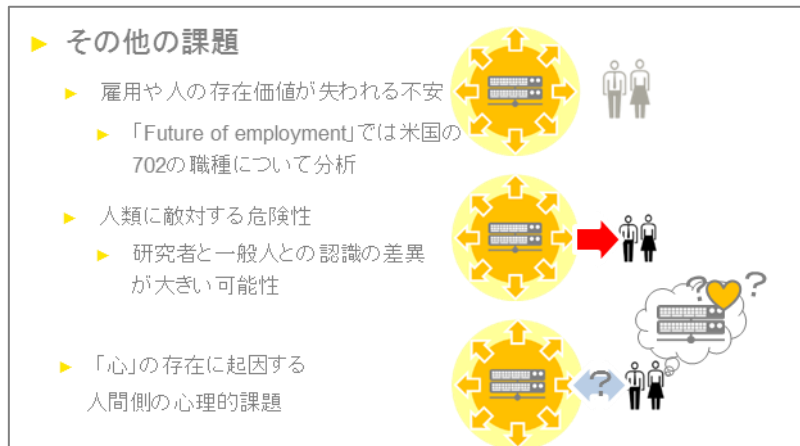 その他の課題
雇用や人の存在価値が失われる不安
「Future of employment」では米国の
702の職種について分析
人類に敵対する危険性
研究者と一般人との認識の差異
が大きい可能性
? ?
「心」の存在に起因する
人間側の心理的課題
?